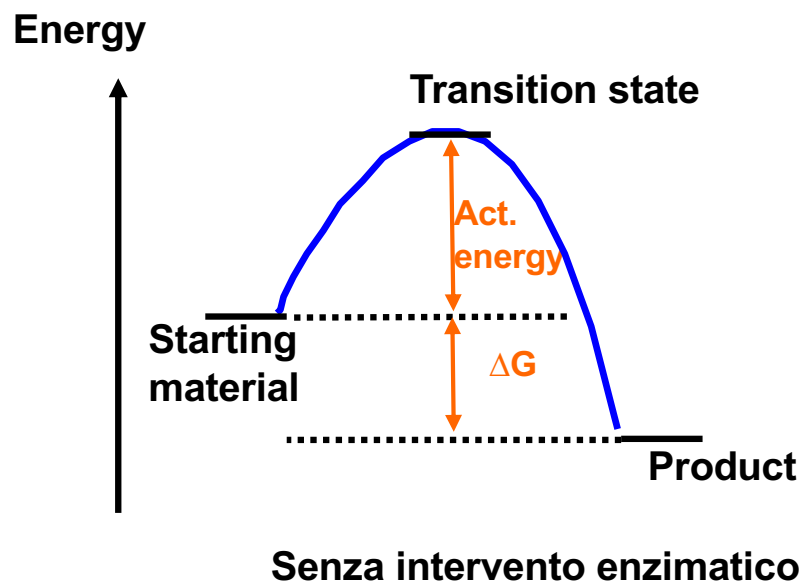 Energy
Transition state
Act.
energy
Starting
material
∆G
Product
Senza intervento enzimatico